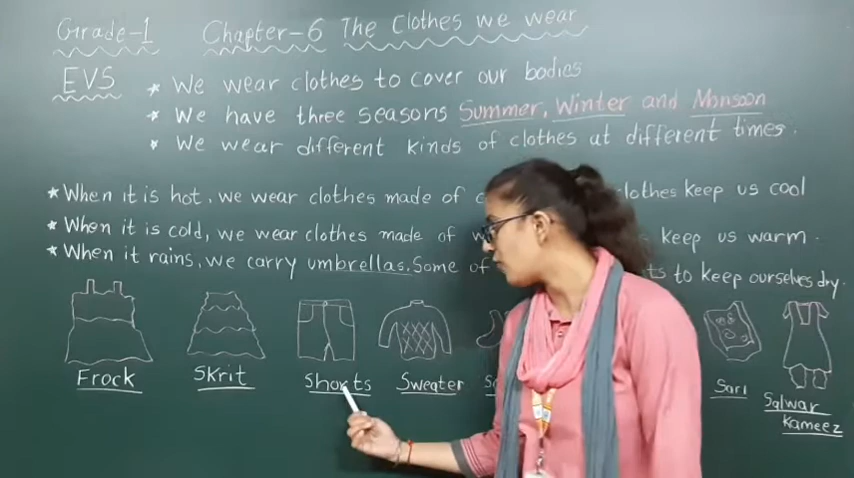 Grade-1 Chapter-6 The Clothes we wear
EVS
* We wear clothes to cover our bodies
* We have three seasons Summer, Winter and Monsoon
* We wear different kinds of clothes at different times.
* When it is hot, we wear clothes made of clothes keep us cool
* When it is cold, we wear clothes made of keep us warm.
* When it rains, we carry umbrellas. Some of to keep ourselves dry.
Frock Skrit Shorts Sweater Sari Salwar
Kameez